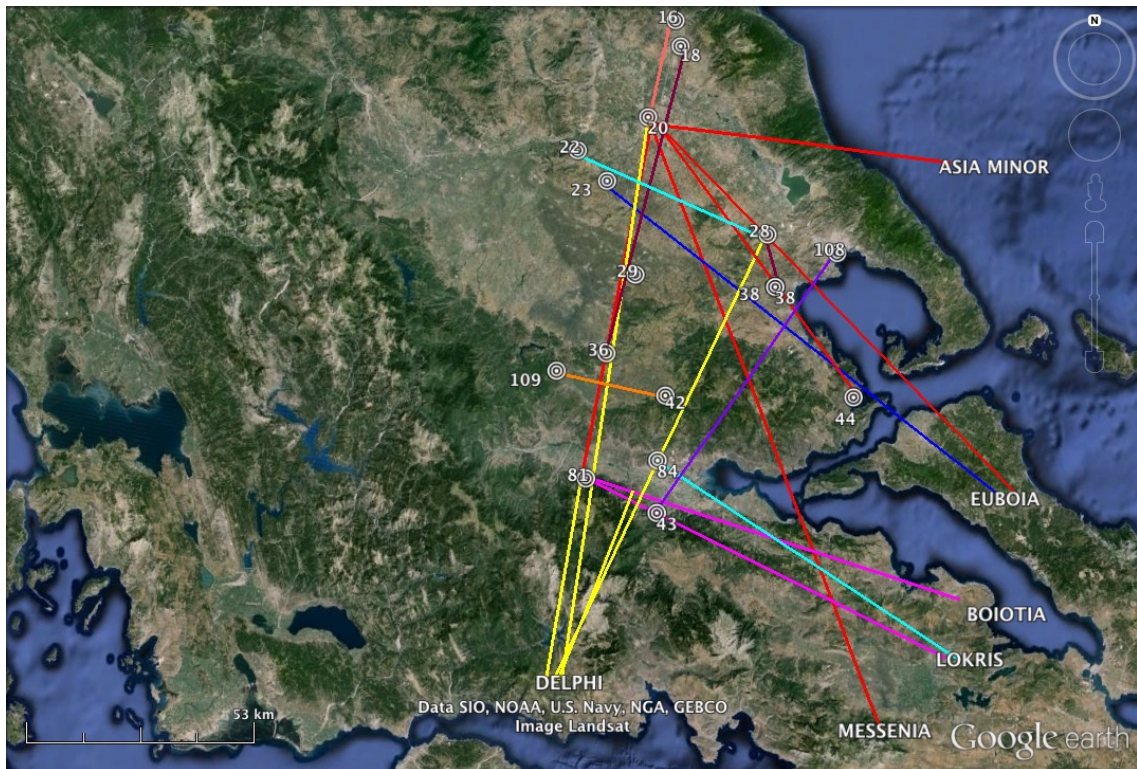 16
N
18
20
22
ASIA MINOR
23
28
108
29
38
38
36
109
42
44
81
84
EUBOIA
43
BOIOTIA
LOKRIS
DELPHI
53 km
Data SIO, NOAA, U.S. Navy, NGA, GEBCO
Image Landsat
MESSENIA
Google earth